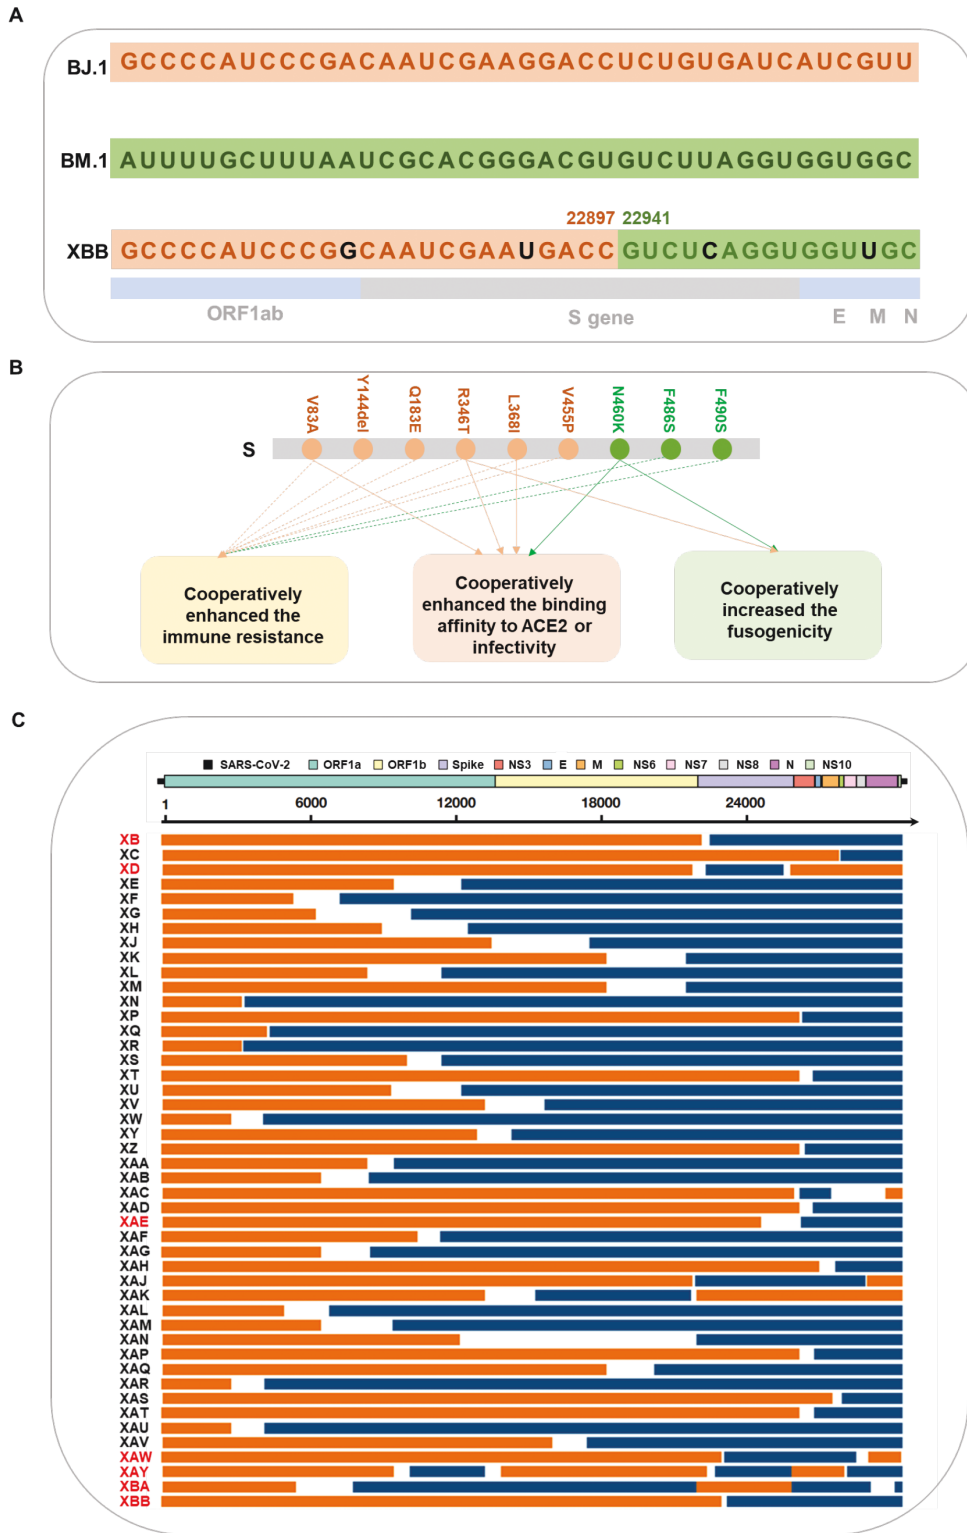 A
BJ.1 GCCCCAUCCCGACAAUCGAAGGACCUCUGUGAUCAUCGUU
BM.1 AUUUUGCUUUAAUCGCACGGGACGUGUCUUAGGUGGUGGC
22897 22941
XBB GCCCCAUCCCGGCAAUCGAAUGACC GUCUCAGGUGGUUGC
ORF1ab S gene E M N
B
V83A Y144del Q183E R346T L368I V455P N460K F486S F490S
S
Cooperatively
enhanced the
immune resistance
Cooperatively
enhanced the binding
affinity to ACE2 or
infectivity
Cooperatively
increased the
fusogenicity
C
SARS-CoV-2 ORF1a ORF1b Spike NS3 E M NS6 NS7 NS8 N NS10
1 6000 12000 18000 24000
XB
XC
XD
XE
XF
XG
XH
XJ
XK
XL
XM
XN
XP
XQ
XR
XS
XT
XU
XV
XW
XY
XZ
XAA
XAB
XAC
XAD
XAE
XAF
XAG
XAH
XAJ
XAK
XAL
XAM
XAN
XAP
XAQ
XAR
XAS
XAT
XAU
XAV
XAW
XAY
XBA
XBB